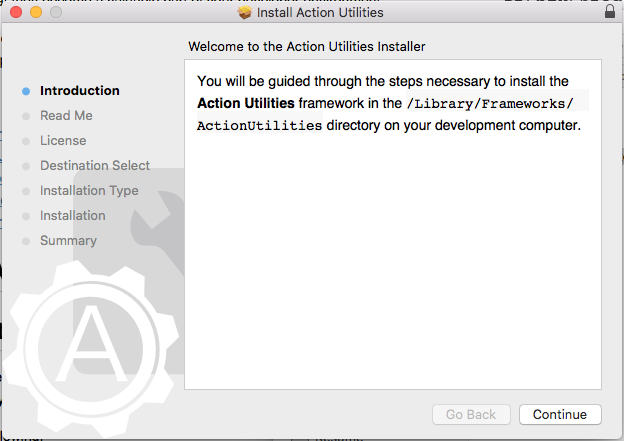 Install Action Utilities
Welcome to the Action Utilities Installer
Introduction
Read Me
License
Destination Select
Installation Type
Installation
Summary
You will be guided through the steps necessary to install the
Action Utilities framework in the /Library/Frameworks/
ActionUtilities directory on your development computer.
A
Go Back
Continue